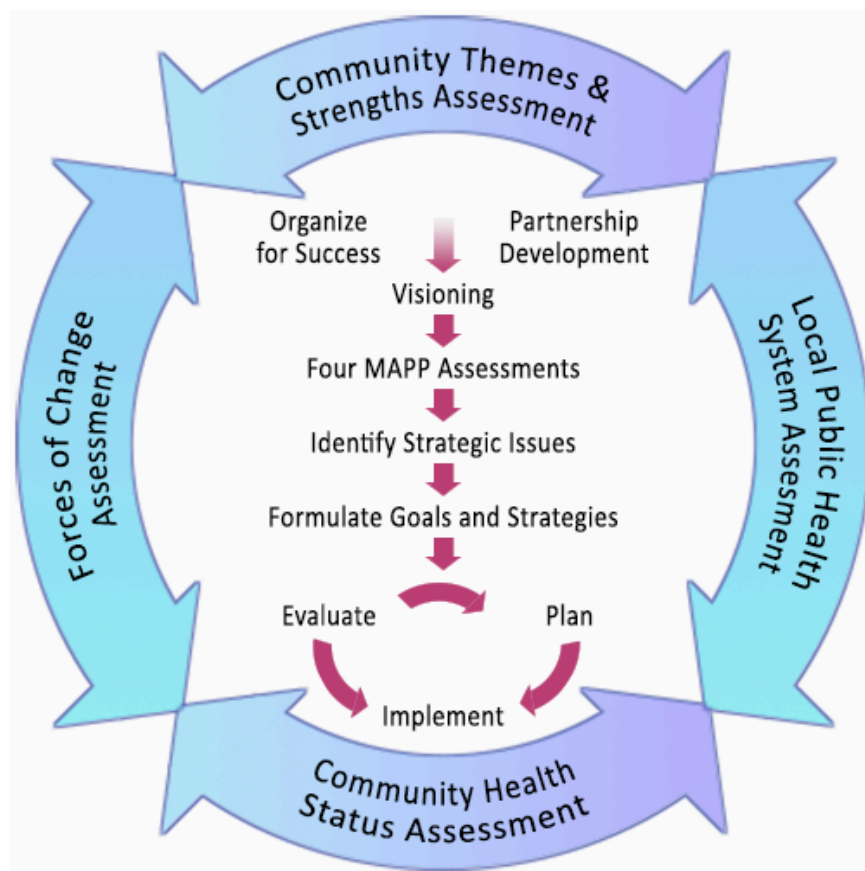 Community Themes &
Strengths Assessment
Organize
for Success
Partnership
Development
Visioning
Four MAPP Assessments
Identify Strategic Issues
Formulate Goals and Strategies
Evaluate
Plan
Implement
Forces of Change
Assessment
Local Public Health
System Assesment
Community Health
Status Assessment